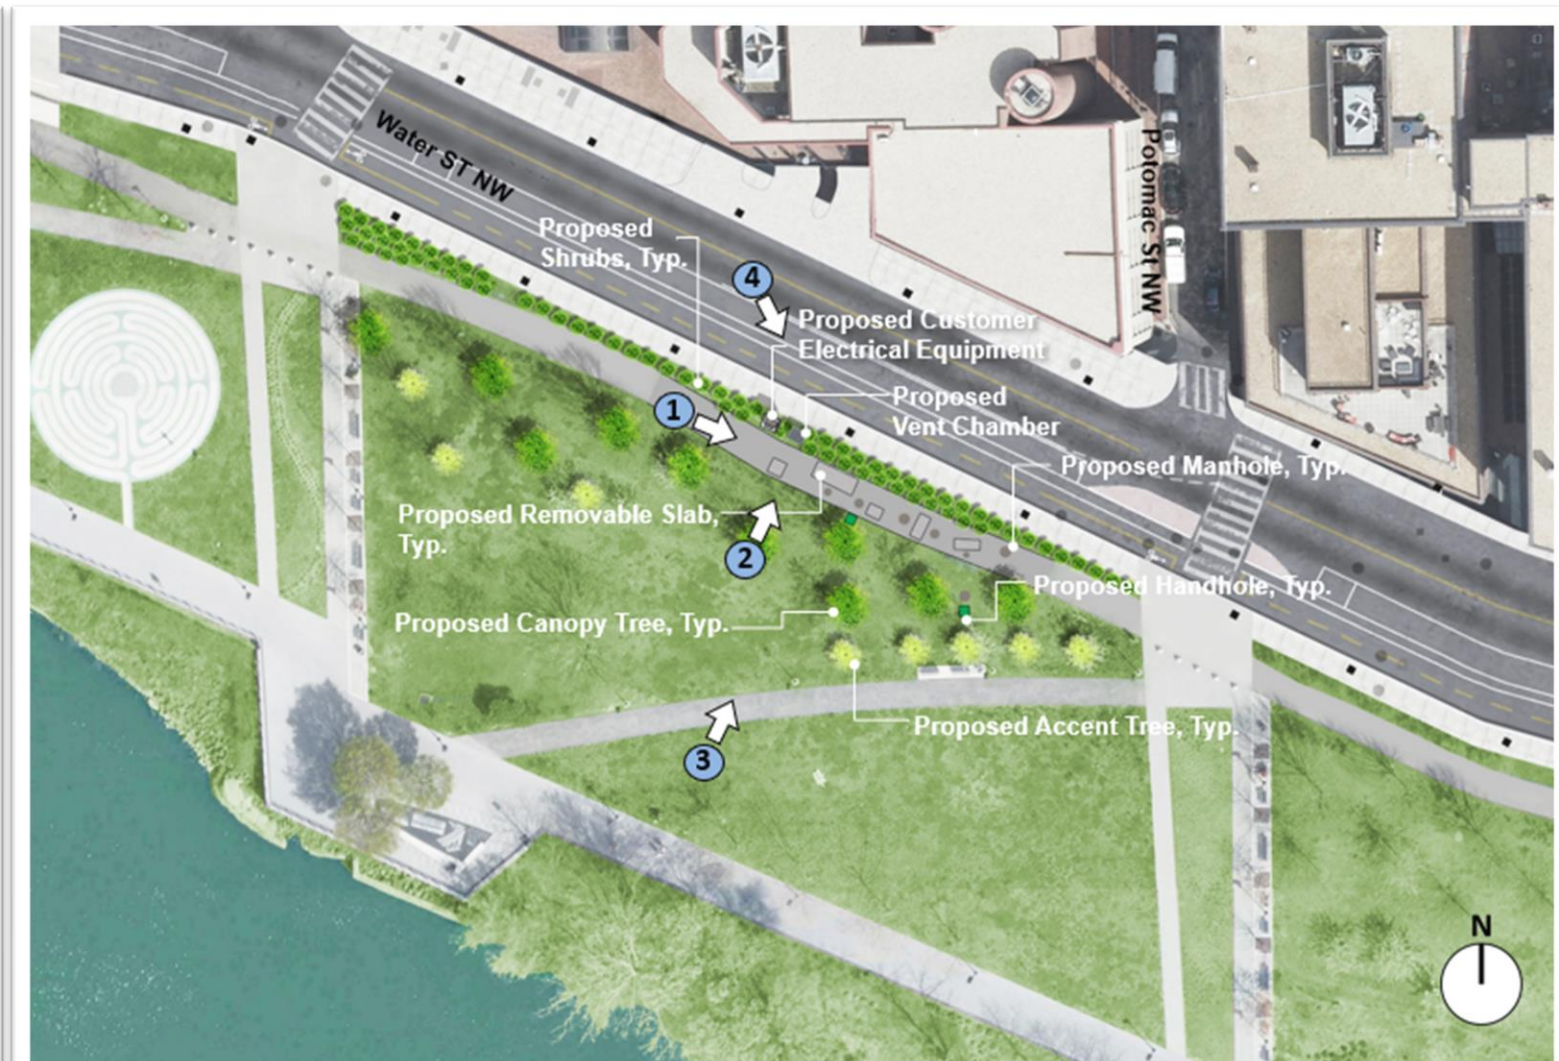 Water ST NW
Potomac St NW
Proposed
Shrubs, Typ.
4
Proposed Customer
Electrical Equipment
1
Proposed
Vent Chamber
Proposed Manhole, Typ.
Proposed Removable Slab,
Typ.
2
Proposed Handhole, Typ.
Proposed Canopy Tree, Typ.
Proposed Accent Tree, Typ.
3
N